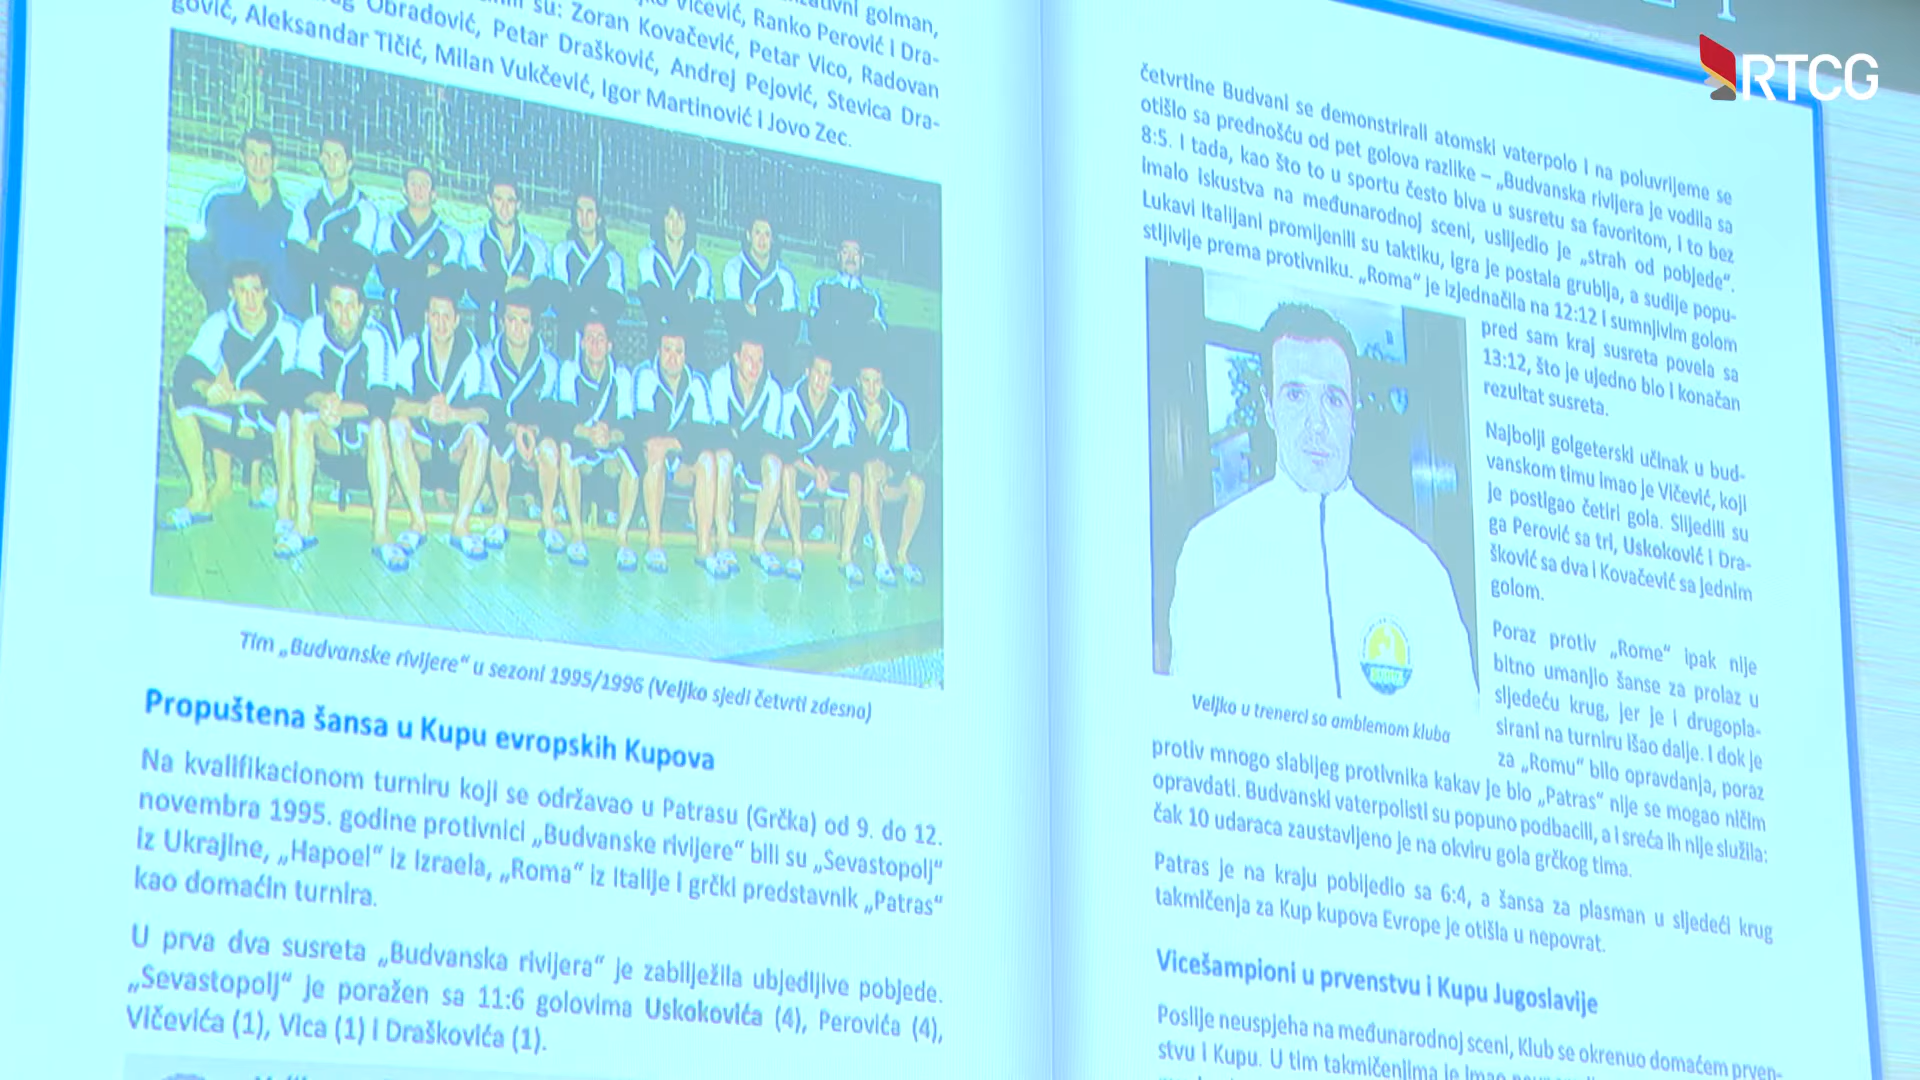 golman,
su: Zoran Kovačević, Vičević, Ranko Perović i Dra-
Obradović, Petar Drašković, Petar Vico, Radovan
gović, Aleksandar Tičić, Milan Vukčević, Andrej Pejović, Stevica Dra-
Igor Martinović i Jovo Zec.
Tim „Budvanske rivijere“ u sezoni 1995/1996 (Veljko sjedi četvrti zdesna)
Propuštena šansa u Kupu evropskih Kupova
Na kvalifikacionom turniru koji se održavao u Patrasu (Grčka) od 9. do 12.
novembra 1995. godine protivnici „Budvanske rivijere“ bili su „Sevastopolj“
iz Ukrajine, „Hapoel“ iz Izraela, „Roma“ iz Italije i grčki predstavnik „Patras“
kao domaćin turnira.
U prva dva susreta „Budvanska rivijera“ je zabilježila ubjedljive pobjede.
„Sevastopolj“ je poražen sa 11:6 golovima Uskokovića (4), Perovića (4),
Vičevića (1), Vica (1) i Draškovića (1).
RTCG
četvrtine Budvani se demonstrirali atomski vaterpolo i na poluvrijeme se
otišlo sa prednošću od pet golova razlike – „Budvanska rivijera je vodila sa
8:5. I tada, kao što to u sportu često biva u susretu sa favoritom, i to bez
imalo iskustva na međunarodnoj sceni, uslijedio je „strah od pobjede“.
Lukavi Italijani promijenili su taktiku, igra je postala grublja, a sudije popu-
stljivije prema protivniku. „Roma“ je izjednačila na 12:12 i sumnjivim golom
pred sam kraj susreta povela sa
13:12, što je ujedno bio i konačan
rezultat susreta.
Najbolji golgeterski učinak u bud-
vanskom timu imao je Vičević, koji
je postigao četiri gola. Slijedili su
ga Perović sa tri, Uskoković i Dra-
šković sa dva i Kovačević sa jednim
golom.
Poraz protiv „Rome“ ipak nije
bitno umanjio šanse za prolaz u
sljedeću krug, jer je i drugopla-
sirani na turniru išao dalje. I dok je
za „Romu“ bilo opravdanja, poraz
Veljko u trenerci sa amblemom kluba
protiv mnogo slabijeg protivnika kakav je bio „Patras“ nije se mogao ničim
opravdati. Budvanski vaterpolisti su popuno podbacili, a i sreća ih nije služila:
čak 10 udaraca zaustavljeno je na okviru gola grčkog tima.
Patras je na kraju pobijedio sa 6:4, a šansa za plasman u sljedeći krug
takmičenja za Kup kupova Evrope je otišla u nepovrat.
Vicešampioni u prvenstvu i Kupu Jugoslavije
Poslije neuspjeha na međunarodnoj sceni, Klub se okrenuo domaćem prven-
stvu i Kupu. U tim takmičenjima je imao